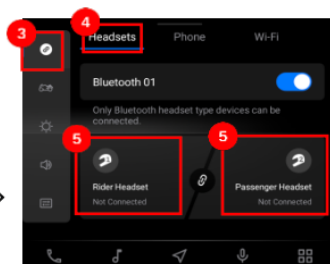 3
4
Headsets Phone Wi-Fi
Bluetooth 01
Only Bluetooth headset type devices can be
connected.
5
5
Rider Headset
Not Connected
Passenger Headset
Not Connected